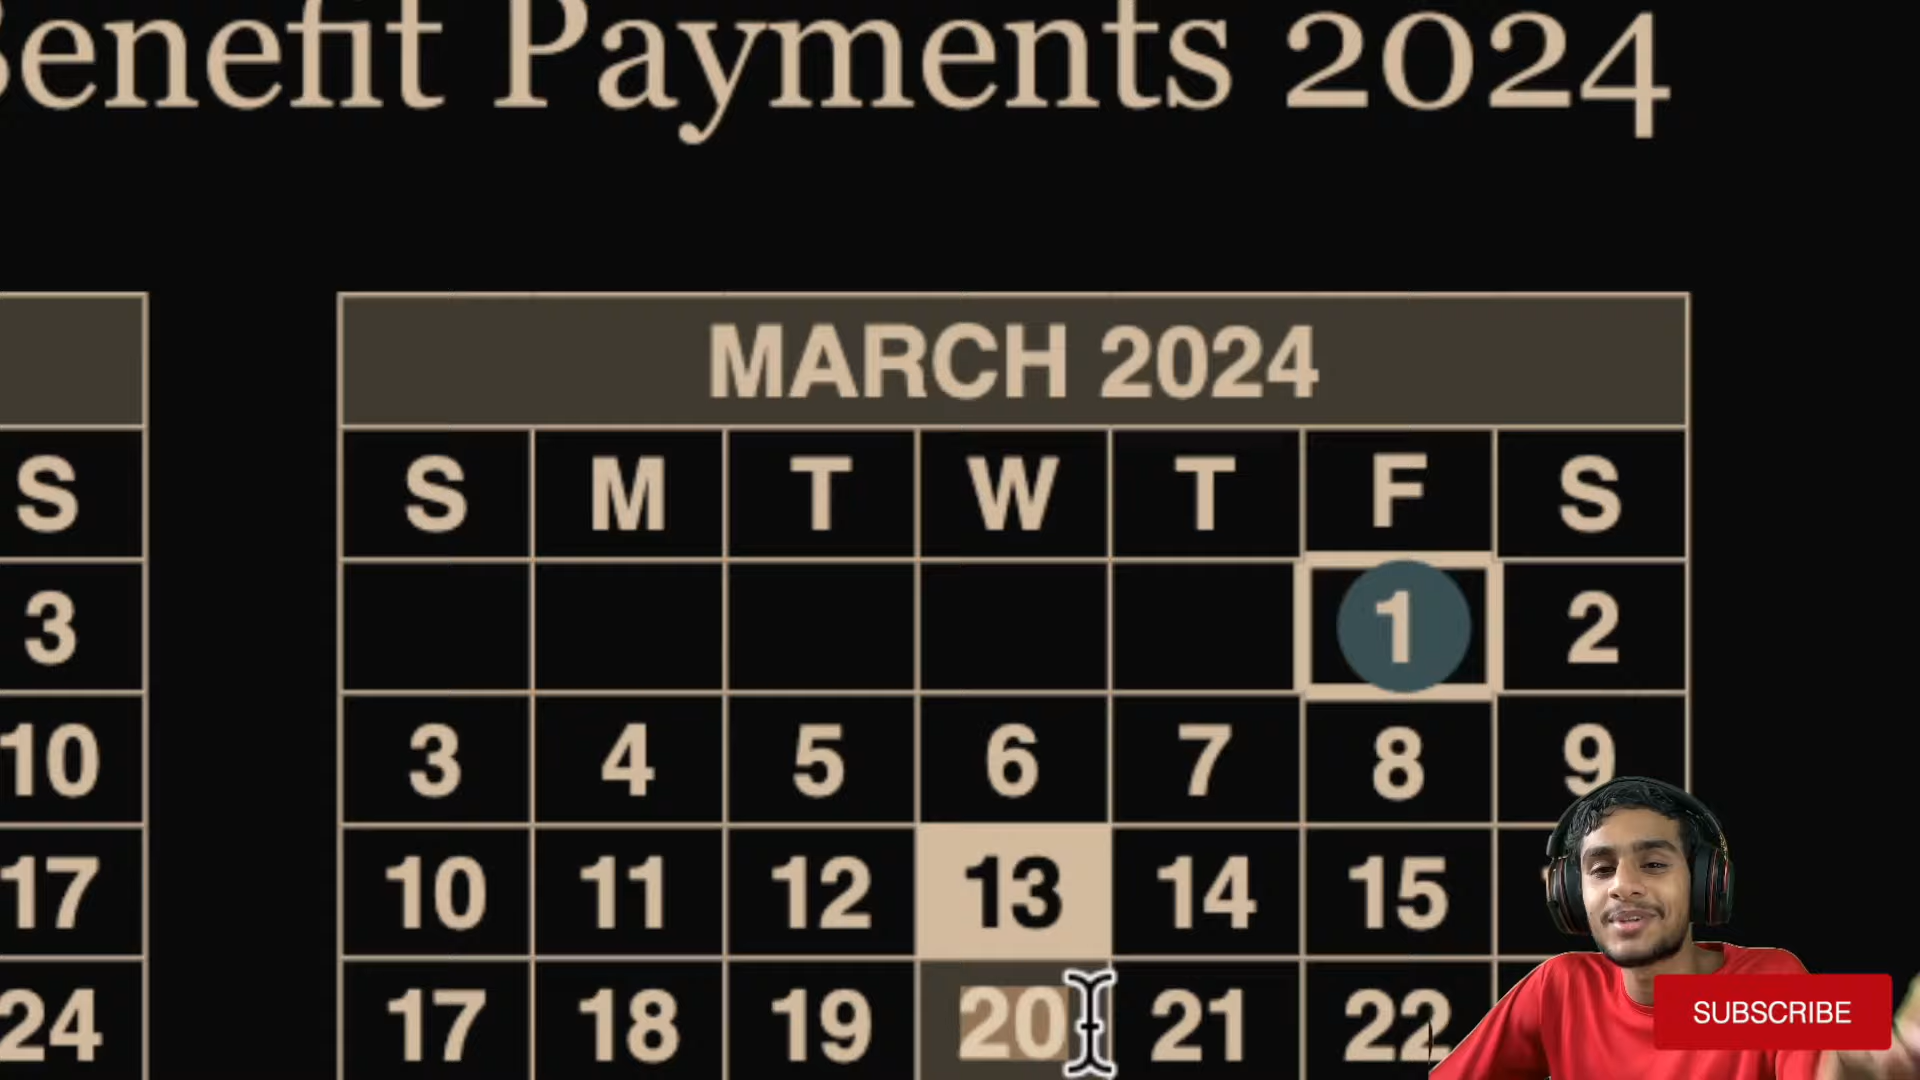 enefit Payments 2024
MARCH 2024
S S M T W T F S
3 1 2
10 3 4 5 6 7 8 9
17 10 11 12 13 14 15
24 17 18 19 20 21 22
SUBSCRIBE